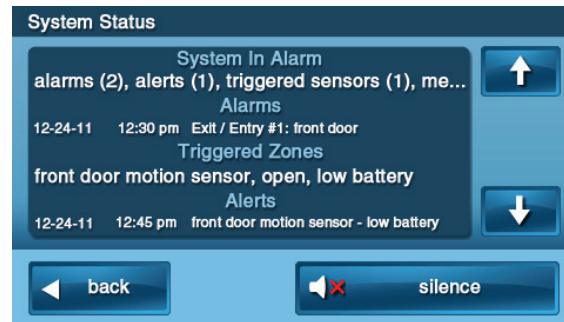 System Status
System In Alarm
alarms (2), alerts (1), triggered sensors (1), me...
Alarms
12-24-11 12:30 pm Exit / Entry #1: front door
Triggered Zones
front door motion sensor, open, low battery
Alerts
12-24-11 12:45 pm front door motion sensor - low battery
back
silence